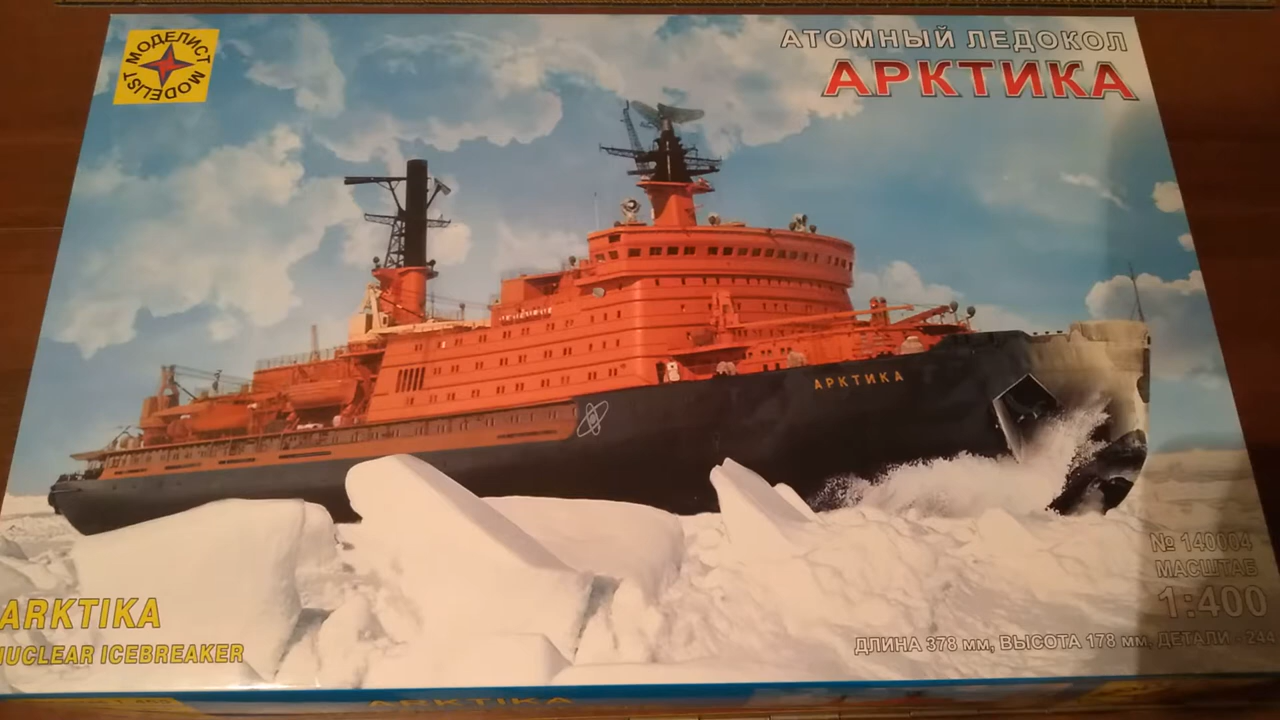 МОДЕЛИСТ
MODELIST
АТОМНЫЙ ЛЕДОКОЛ
АРКТИКА
АРКТИКА
№ 140004
МАСШТАБ
1:400
ARKTIKA
NUCLEAR ICEBREAKER
ДЛИНА 378 мм, ВЫСОТА 178 мм, ДЕТАЛИ - 244
ARKTIKA